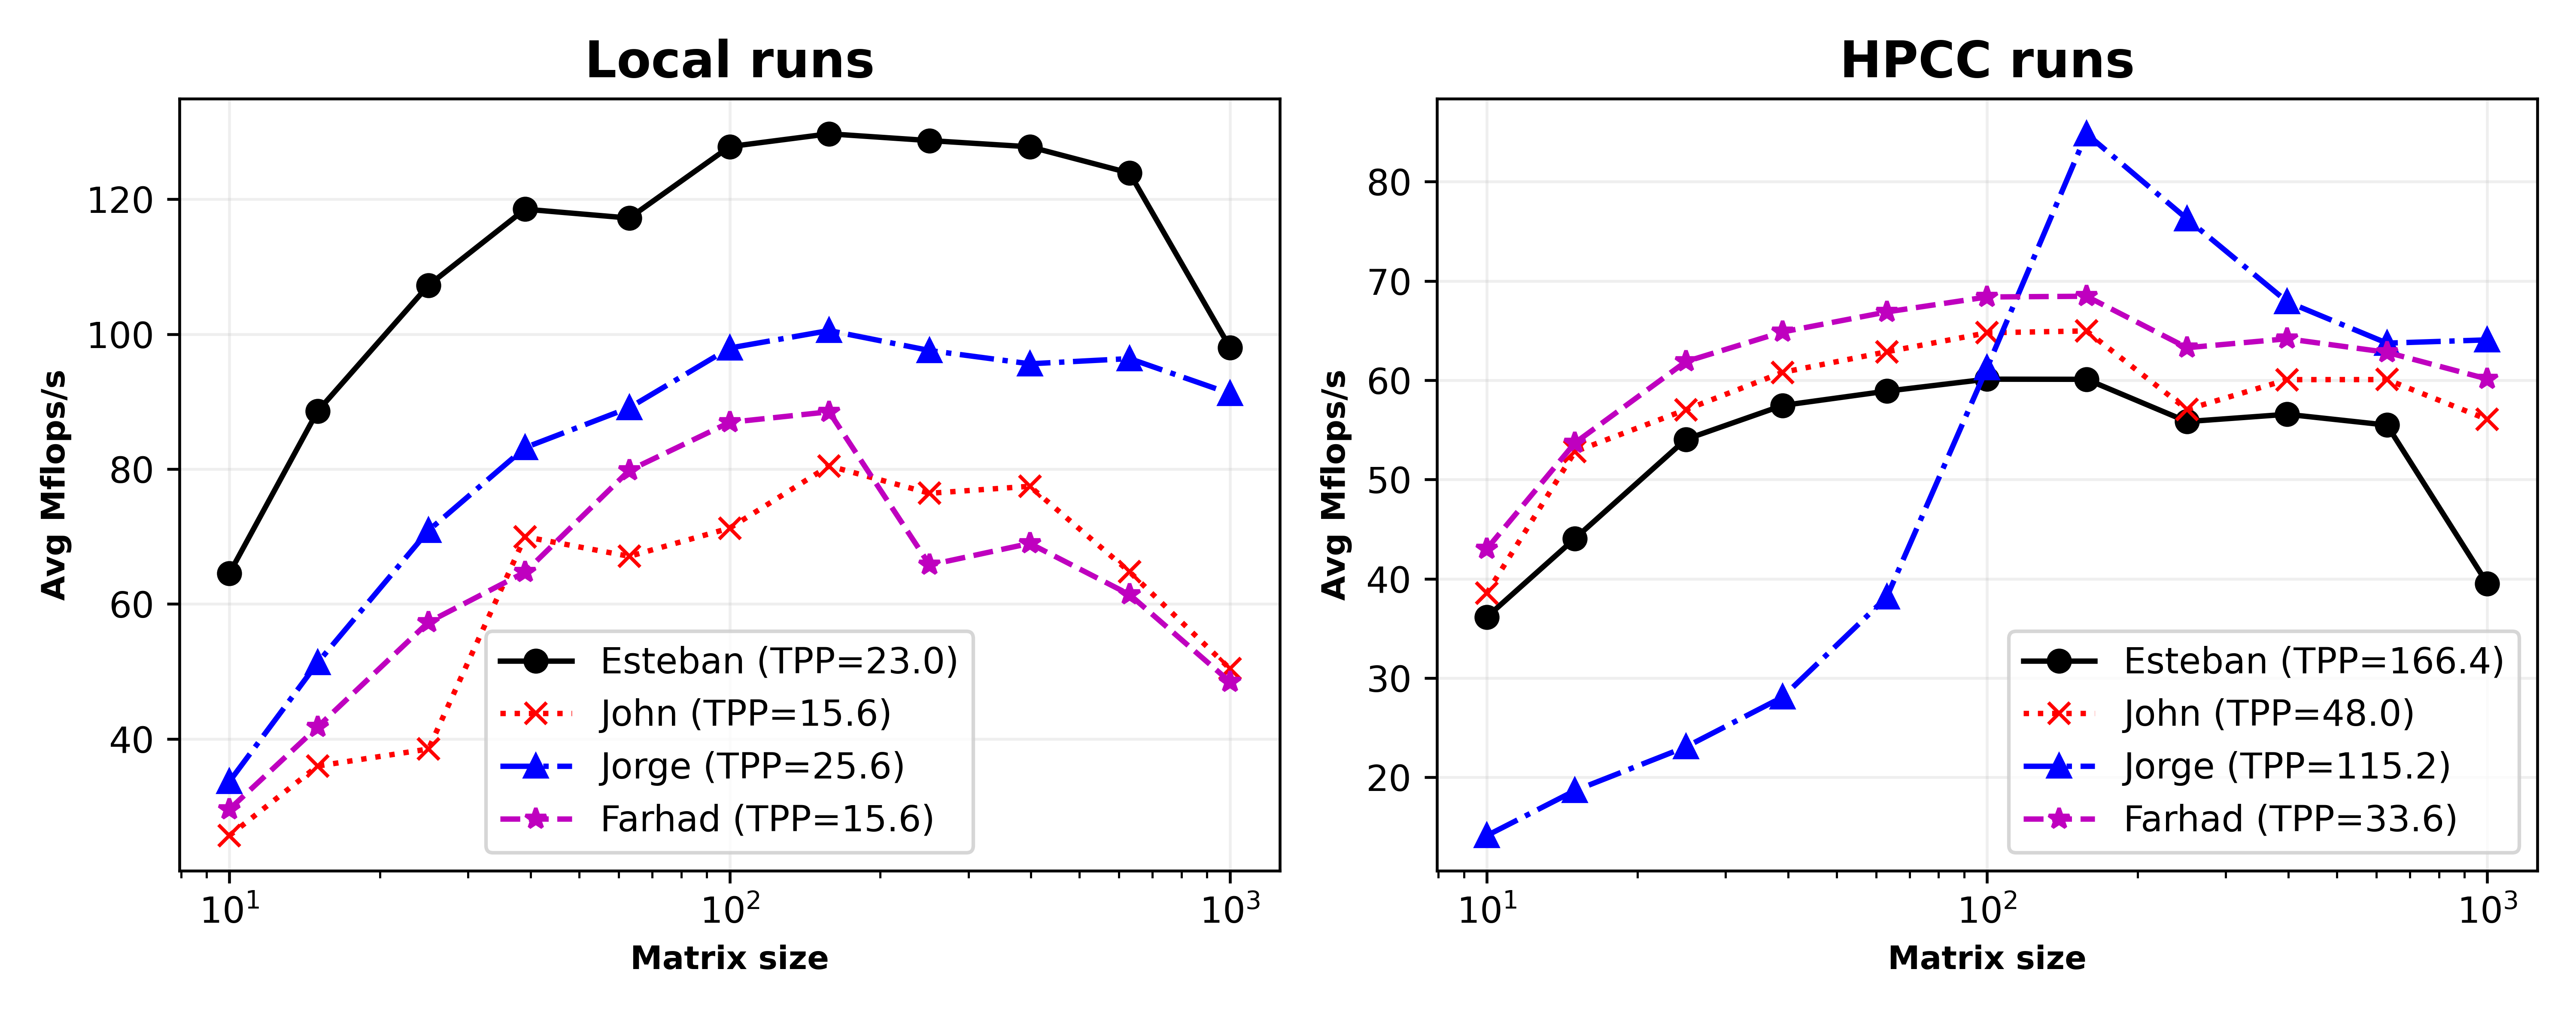 Local runs
Avg Mflops/s
120
100
80
60
40
Esteban (TPP=23.0)
John (TPP=15.6)
Jorge (TPP=25.6)
Farhad (TPP=15.6)
10¹ 10² 10³
Matrix size
HPCC runs
Avg Mflops/s
80
70
60
50
40
30
20
Esteban (TPP=166.4)
John (TPP=48.0)
Jorge (TPP=115.2)
Farhad (TPP=33.6)
10¹ 10² 10³
Matrix size